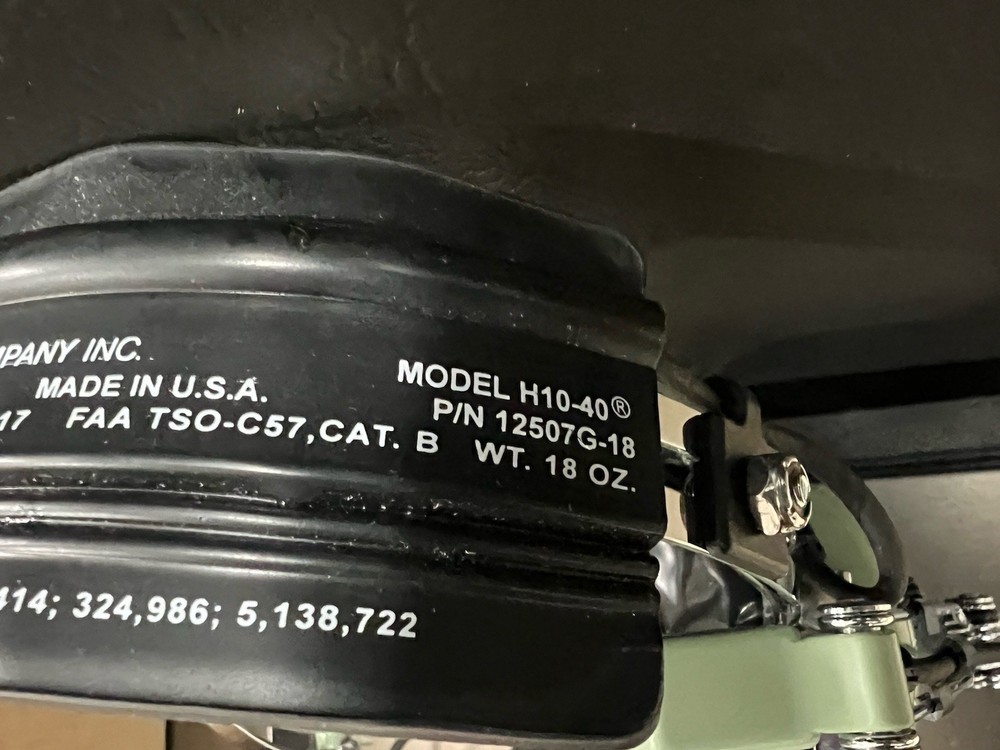 MPANY INC.
MADE IN U.S.A.
MODEL H10-40®
17 FAA TSO-C57,CAT. B
P/N 12507G-18
WT. 18 OZ.
414; 324,986; 5,138,722